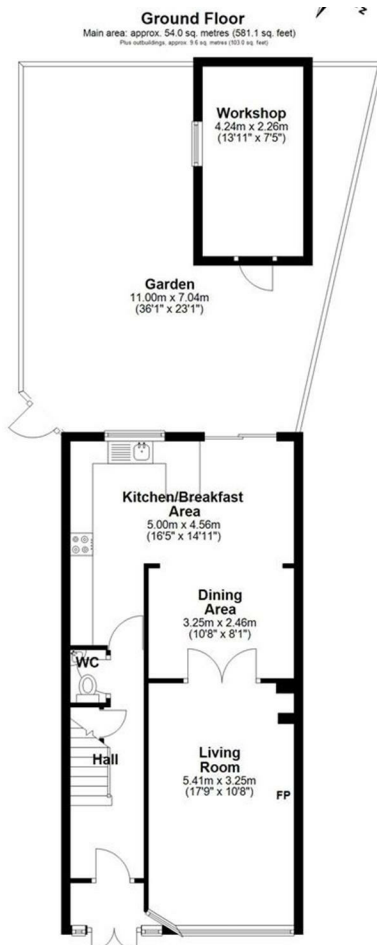 Ground Floor
Main area: approx. 54.0 sq. metres (581.1 sq. feet)
Plus outbuildings, approx. 9.6 sq. metres (103.0 sq. feet)
Workshop
4.24m x 2.26m
(13'11" x 7'5")
Garden
11.00m x 7.04m
(36'1" x 23'1")
Kitchen/Breakfast
Area
5.00m x 4.56m
(16'5" x 14'11")
Dining
Area
3.25m x 2.46m
(10'8" x 8'1")
WC
Hall
Living
Room
5.41m x 3.25m
(17'9" x 10'8")
FP